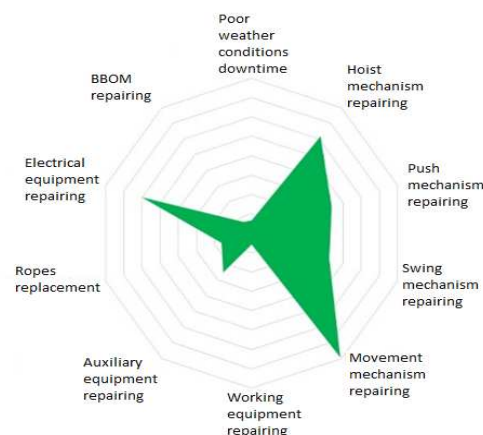 Poor
weather
conditions
downtime
Hoist
mechanism
repairing
Push
mechanism
repairing
Swing
mechanism
repairing
Movement
mechanism
repairing
Working
equipment
repairing
Auxiliary
equipment
repairing
Ropes
replacement
Electrical
equipment
repairing
BBOM
repairing